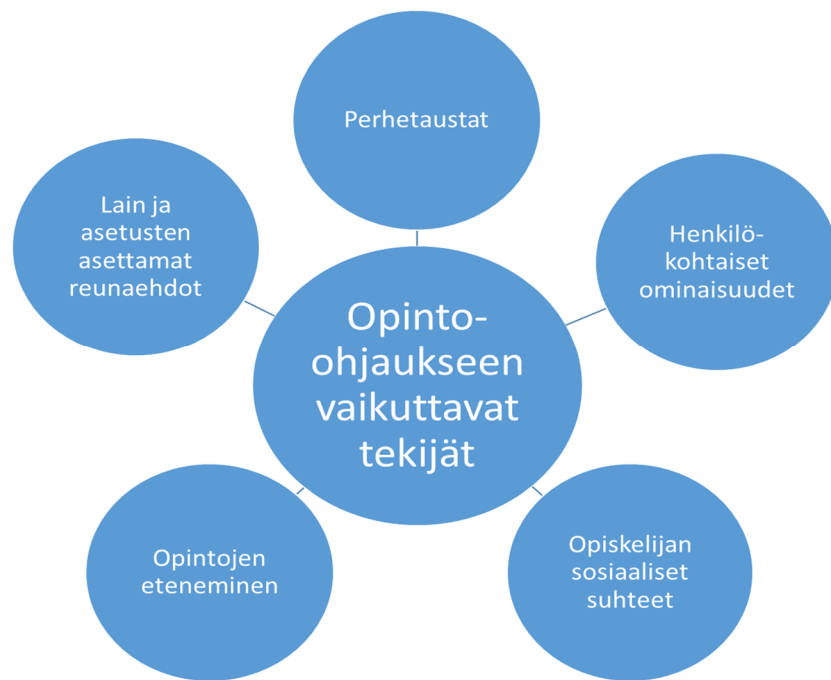 Perhetaustat
Lain ja
asetusten
asettamat
reunaehdot
Henkilö-
kohtaiset
ominaisuudet
Opinto-
ohjaukseen
vaikuttavat
tekijät
Opintojen
eteneminen
Opiskelijan
sosiaaliset
suhteet